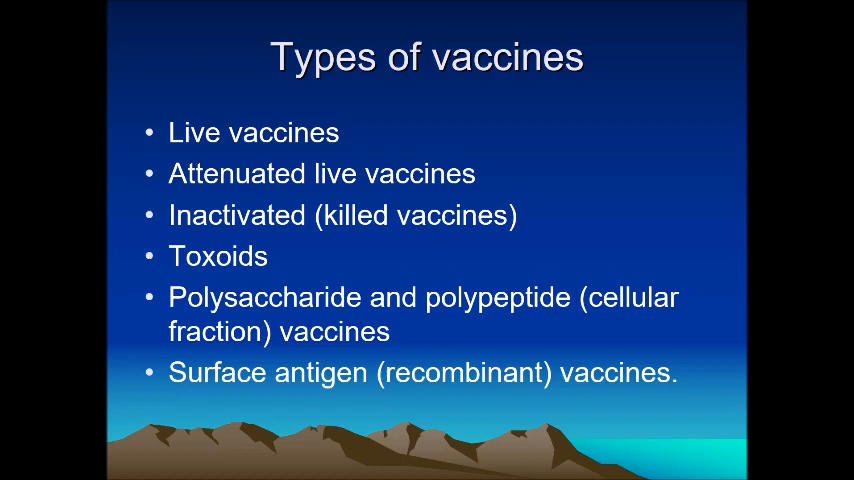 Types of vaccines
• Live vaccines
• Attenuated live vaccines
• Inactivated (killed vaccines)
• Toxoids
• Polysaccharide and polypeptide (cellular
fraction) vaccines
• Surface antigen (recombinant) vaccines.